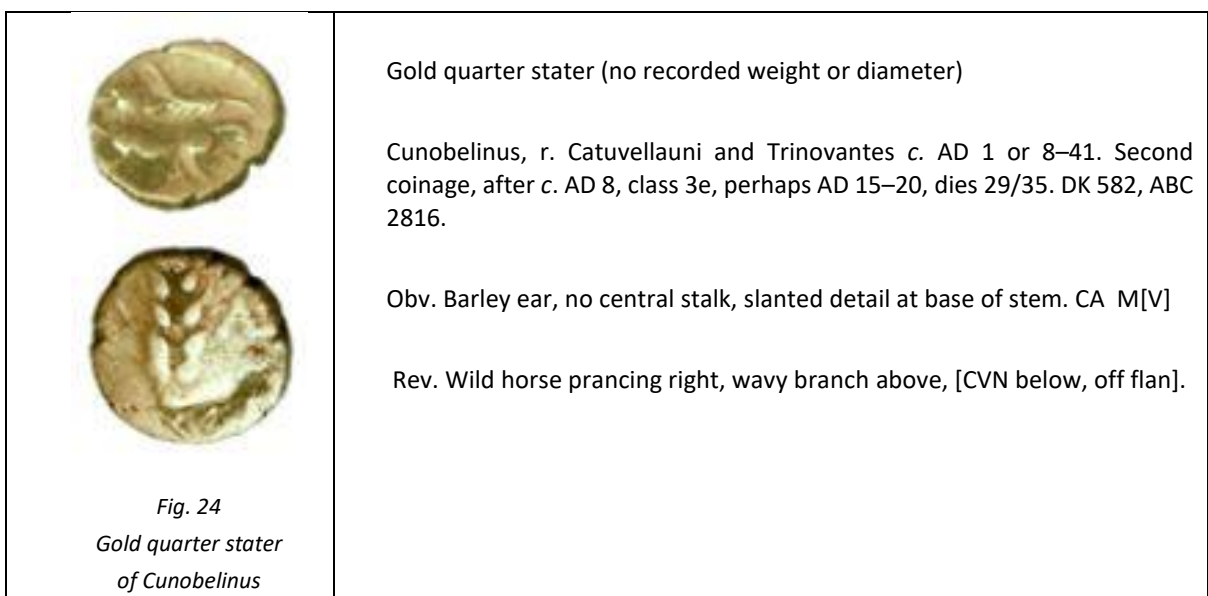 Gold quarter stater (no recorded weight or diameter)
Cunobelinus, r. Catuvellauni and Trinovantes c. AD 1 or 8–41. Second
coinage, after c. AD 8, class 3e, perhaps AD 15–20, dies 29/35. DK 582, ABC
2816.
Obv. Barley ear, no central stalk, slanted detail at base of stem. CA  M[V]
Rev. Wild horse prancing right, wavy branch above, [CVN below, off flan].
Fig. 24
Gold quarter stater
of Cunobelinus